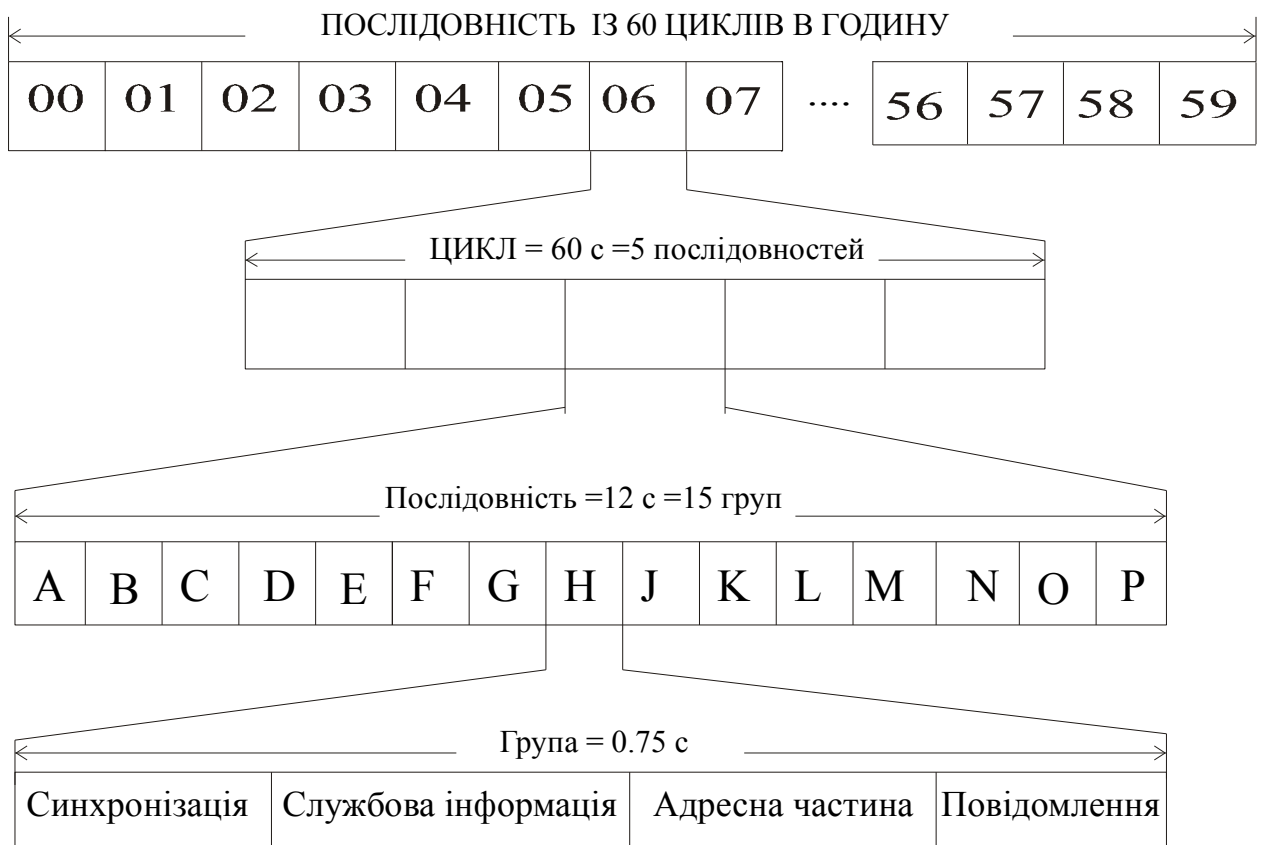 ПОСЛІДОВНІСТЬ ІЗ 60 ЦИКЛІВ В ГОДИНУ
00 01 02 03 04 05 06 07 .... 56 57 58 59
ЦИКЛ = 60 с =5 послідовностей
Послідовність =12 с =15 груп
A B C D E F G H J K L M N O P
Група = 0.75 с
Синхронізація Службова інформація Адресна частина Повідомлення